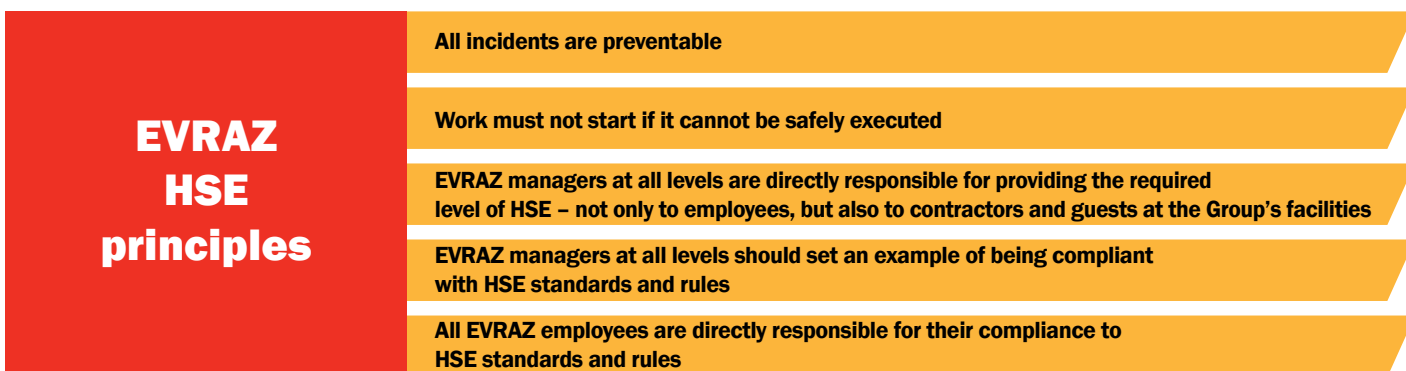 EVRAZ
HSE
principles
All incidents are preventable
Work must not start if it cannot be safely executed
EVRAZ managers at all levels are directly responsible for providing the required
level of HSE – not only to employees, but also to contractors and guests at the Group's facilities
EVRAZ managers at all levels should set an example of being compliant
with HSE standards and rules
All EVRAZ employees are directly responsible for their compliance to
HSE standards and rules